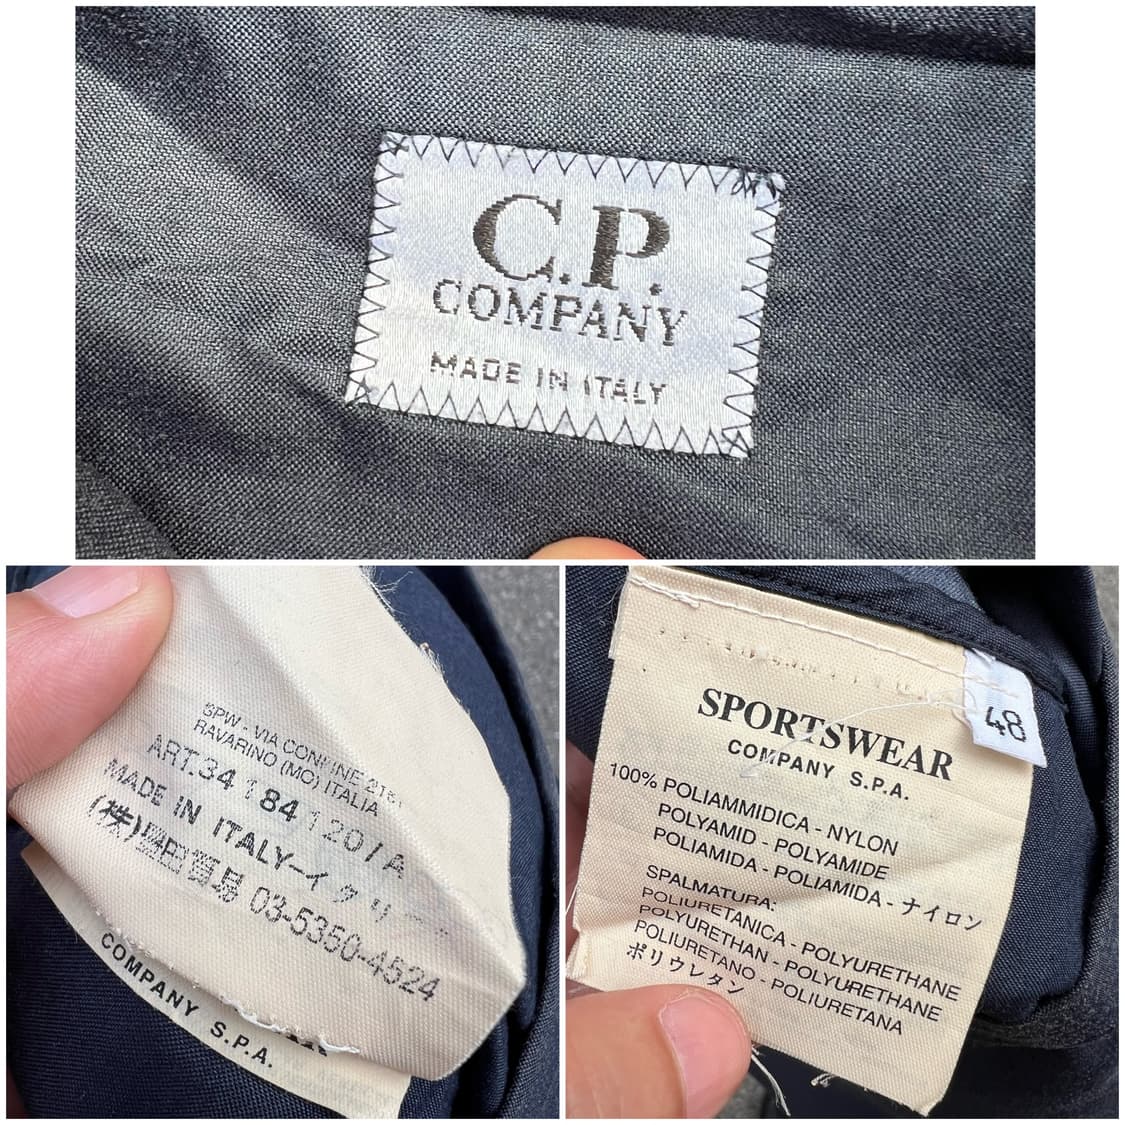 C.P.
COMPANY
MADE IN ITALY
SPW - VIA CONFINE 2161
RAVARINO (MO) ITALIA
ART.34 184 120/A
MADE IN ITALY-イタリー
(株) 03-5350-4524
COMPANY S.P.A.
48
SPORTSWEAR
COMPANY S.P.A.
100% POLIAMMIDICA - NYLON
POLYAMID - POLYAMIDE
POLIAMIDA - POLIAMIDA - ナイロン
SPALMATURA:
POLIURETANICA - POLYURETHANE
POLYURETHAN - POLYURETHANE
POLIURETANO - POLIURETANA
ポリウレタン